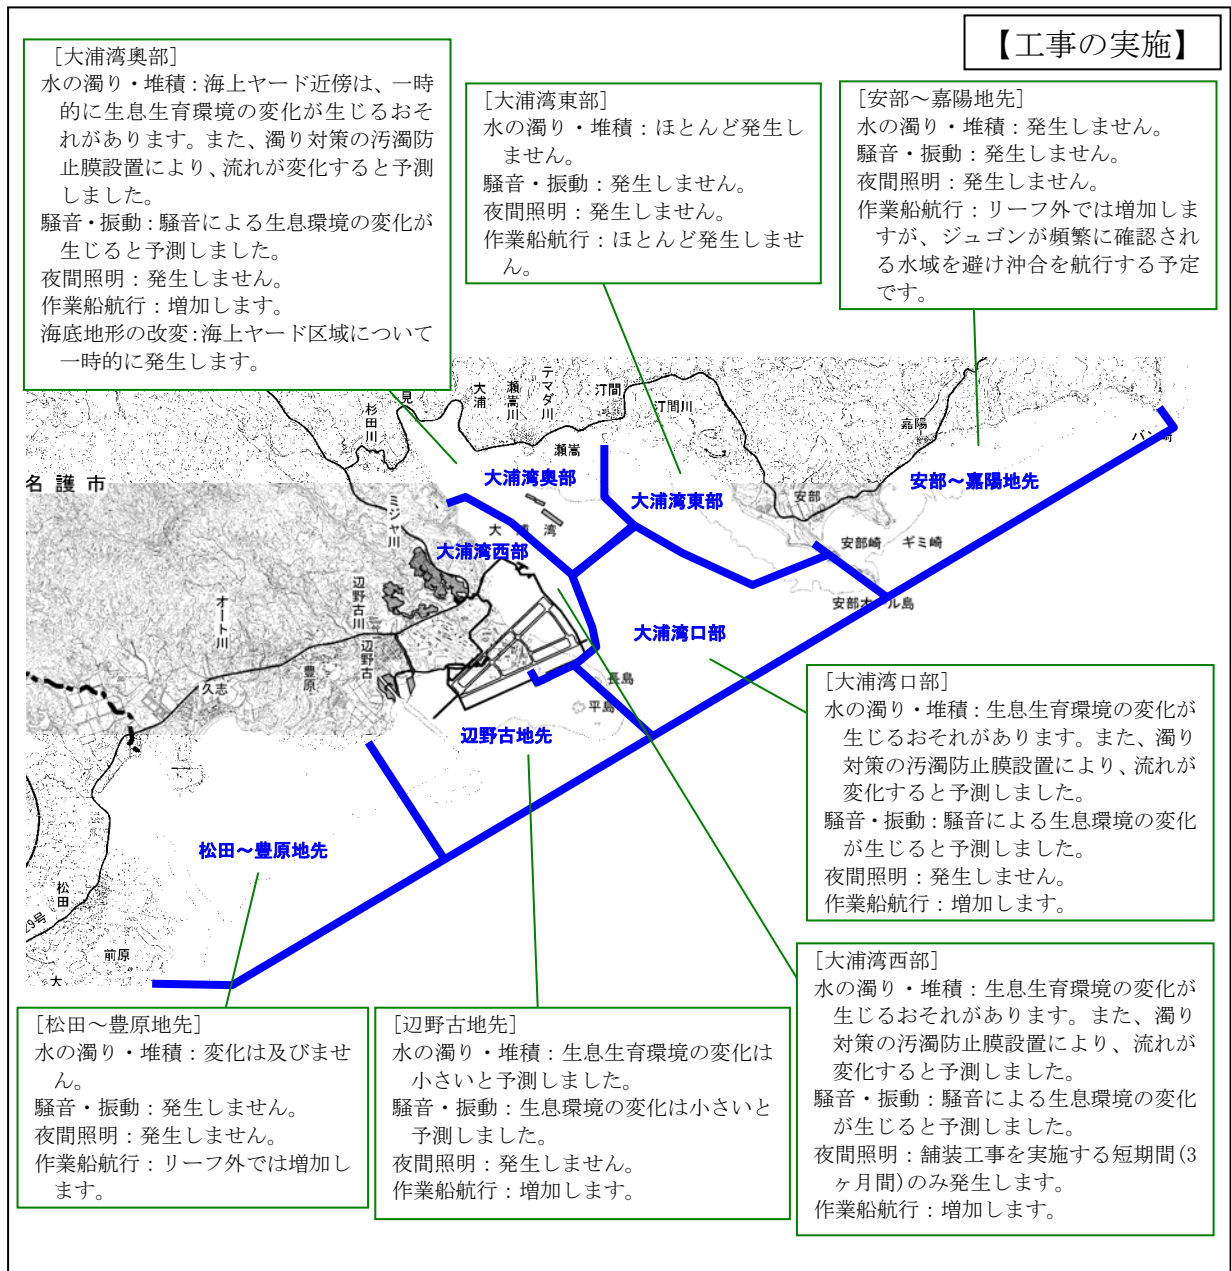 【工事の実施】
[大浦湾奥部]
水の濁り・堆積：海上ヤード近傍は、一時
的に生息生育環境の変化が生じるおそ
れがあります。また、濁り対策の汚濁防
止膜設置により、流れが変化すると予測
しました。
騒音・振動：騒音による生息環境の変化が
生じると予測しました。
夜間照明：発生しません。
作業船航行：増加します。
海底地形の改変：海上ヤード区域について
一時的に発生します。
[大浦湾東部]
水の濁り・堆積：ほとんど発生し
ません。
騒音・振動：発生しません。
夜間照明：発生しません。
作業船航行：ほとんど発生しませ
ん。
[安部～嘉陽地先]
水の濁り・堆積：発生しません。
騒音・振動：発生しません。
夜間照明：発生しません。
作業船航行：リーフ外では増加しま
すが、ジュゴンが頻繁に確認され
る水域を避け沖合を航行する予定
です。
杉田川
見
大浦
瀬嵩川
テマダ川
汀間
汀間川
瀬嵩
嘉陽
バン崎
名護市
大浦湾奥部
大浦湾東部
安部～嘉陽地先
ミジャ川
大浦湾
安部
大浦湾西部
安部崎
ギミ崎
安部オール島
辺野古川
オート川
辺野古
豊原
久志
大浦湾口部
長島
平島
辺野古地先
松田～豊原地先
松田
29号
前原
大
[大浦湾口部]
水の濁り・堆積：生息生育環境の変化が
生じるおそれがあります。また、濁り
対策の汚濁防止膜設置により、流れが
変化すると予測しました。
騒音・振動：騒音による生息環境の変化
が生じると予測しました。
夜間照明：発生しません。
作業船航行：増加します。
[大浦湾西部]
水の濁り・堆積：生息生育環境の変化が
生じるおそれがあります。また、濁り
対策の汚濁防止膜設置により、流れが
変化すると予測しました。
騒音・振動：騒音による生息環境の変化
が生じると予測しました。
夜間照明：舗装工事を実施する短期間(3
ヶ月間)のみ発生します。
作業船航行：増加します。
[松田～豊原地先]
水の濁り・堆積：変化は及びませ
ん。
騒音・振動：発生しません。
夜間照明：発生しません。
作業船航行：リーフ外では増加し
ます。
[辺野古地先]
水の濁り・堆積：生息生育環境の変化は
小さいと予測しました。
騒音・振動：生息環境の変化は小さいと
予測しました。
夜間照明：発生しません。
作業船航行：増加します。